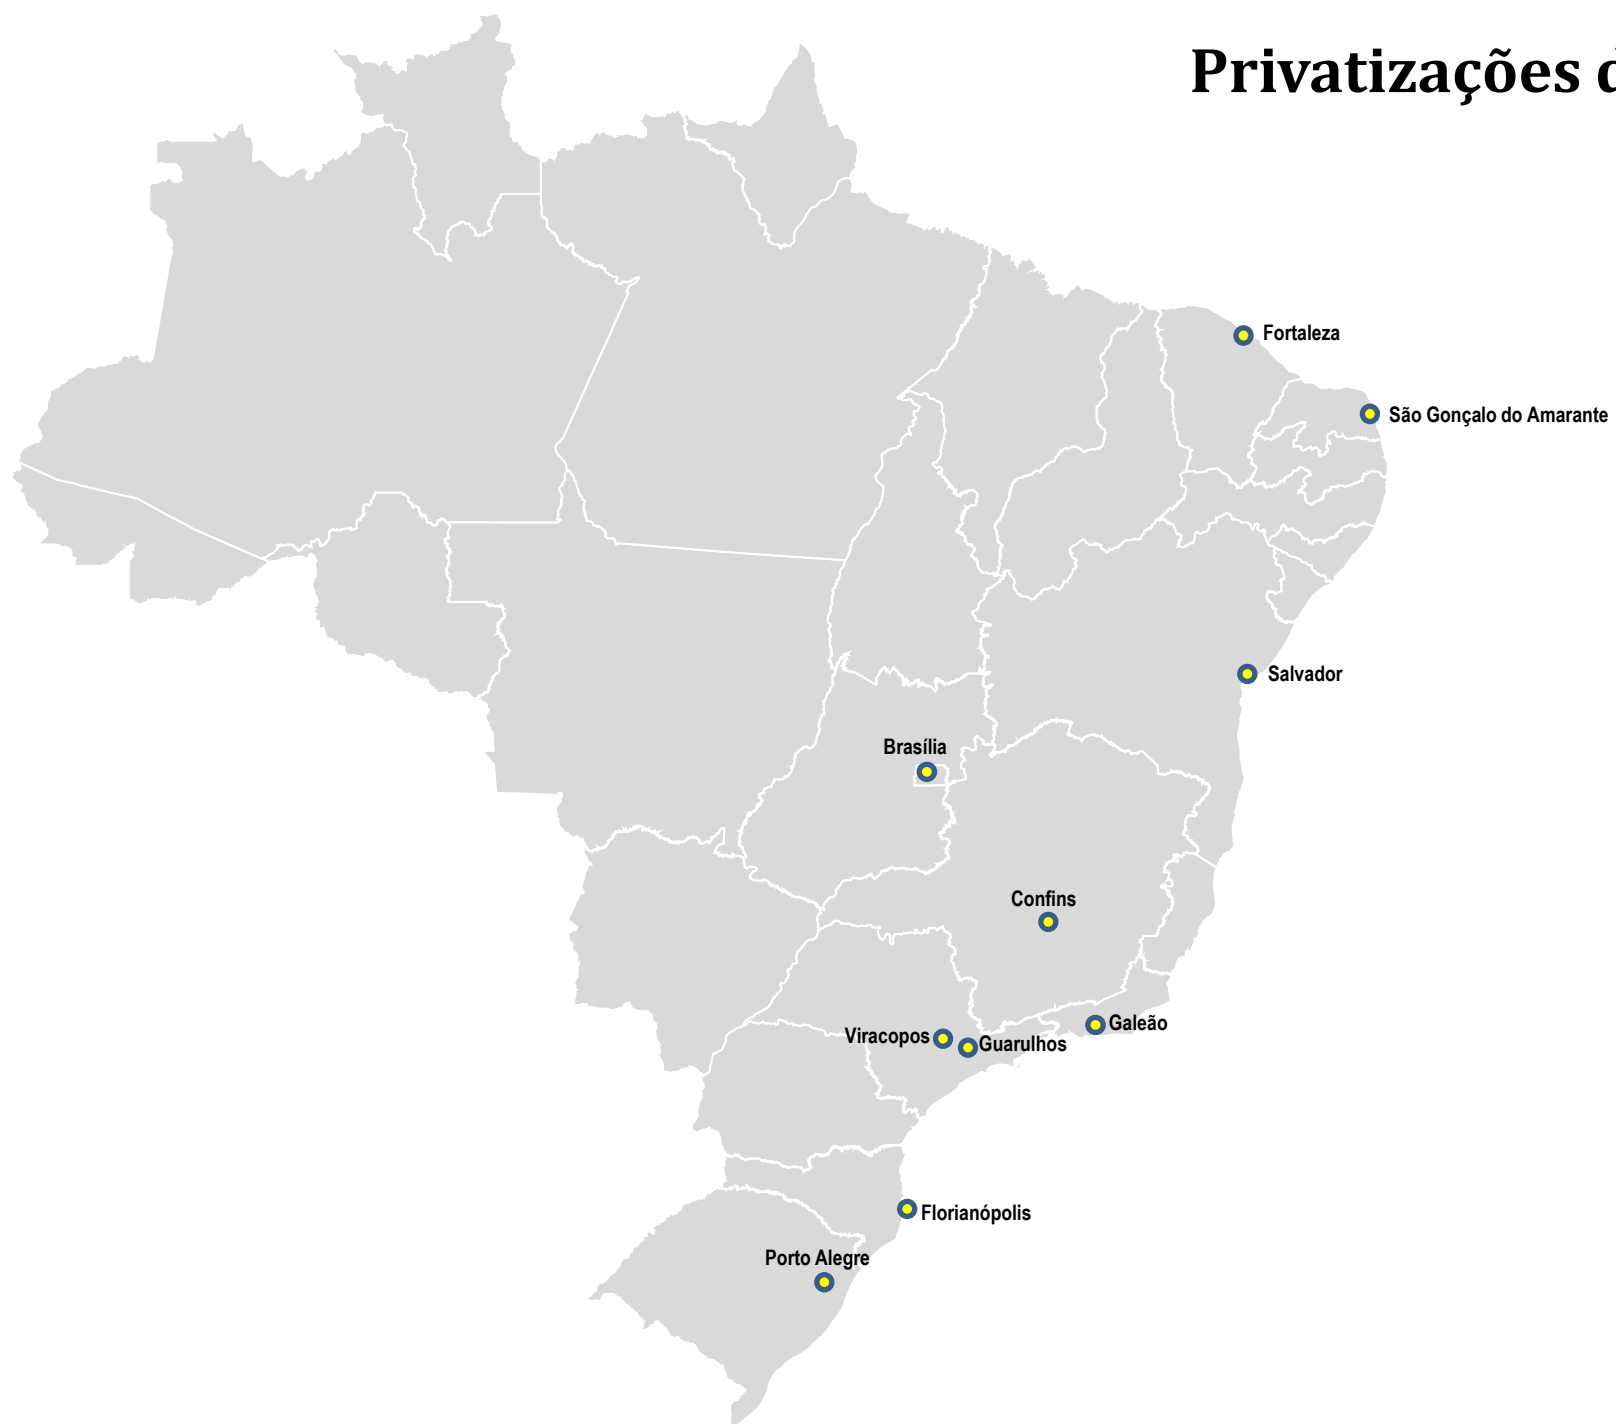 Privatizações d
Fortaleza
São Gonçalo do Amarante
Salvador
Brasília
Confins
Galeão
Viracopos
Guarulhos
Florianópolis
Porto Alegre